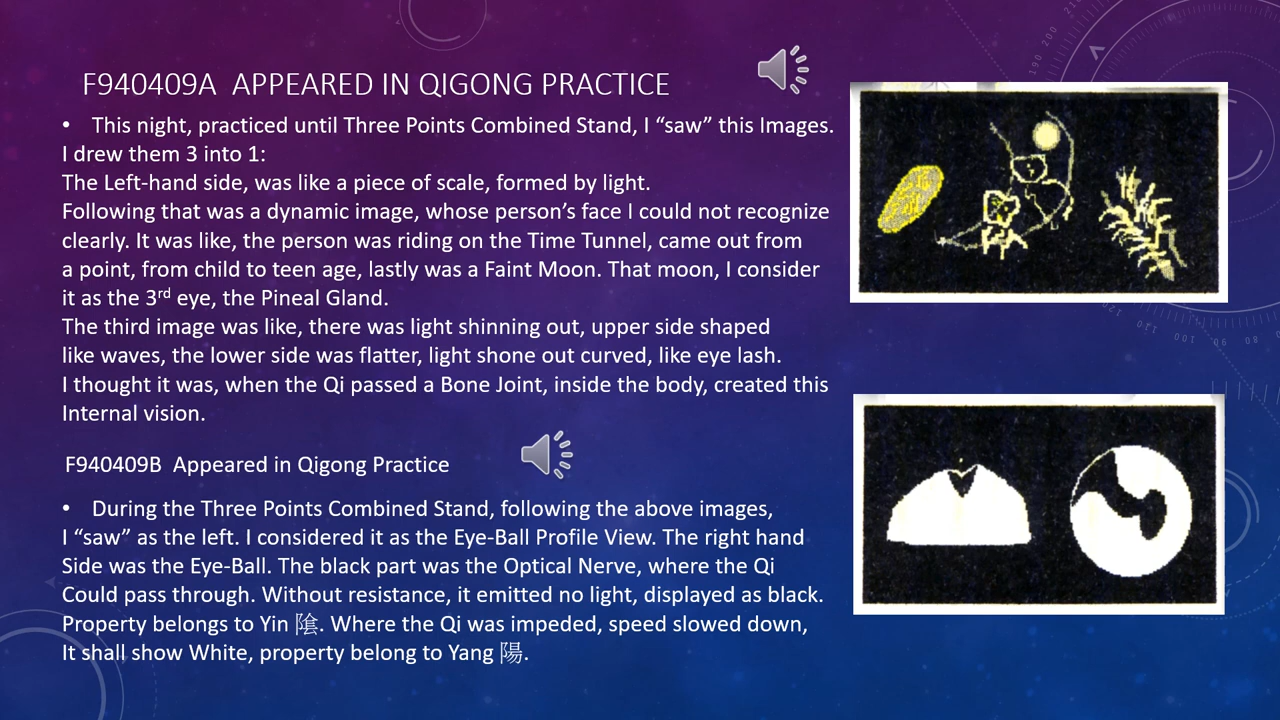 F940409A APPEARED IN QIGONG PRACTICE
• This night, practiced until Three Points Combined Stand, I “saw” this Images.
I drew them 3 into 1:
The Left-hand side, was like a piece of scale, formed by light.
Following that was a dynamic image, whose person’s face I could not recognize
clearly. It was like, the person was riding on the Time Tunnel, came out from
a point, from child to teen age, lastly was a Faint Moon. That moon, I consider
it as the 3rd eye, the Pineal Gland.
The third image was like, there was light shinning out, upper side shaped
like waves, the lower side was flatter, light shone out curved, like eye lash.
I thought it was, when the Qi passed a Bone Joint, inside the body, created this
Internal vision.
F940409B Appeared in Qigong Practice
• During the Three Points Combined Stand, following the above images,
I “saw” as the left. I considered it as the Eye-Ball Profile View. The right hand
Side was the Eye-Ball. The black part was the Optical Nerve, where the Qi
Could pass through. Without resistance, it emitted no light, displayed as black.
Property belongs to Yin 陰. Where the Qi was impeded, speed slowed down,
It shall show White, property belong to Yang 陽.